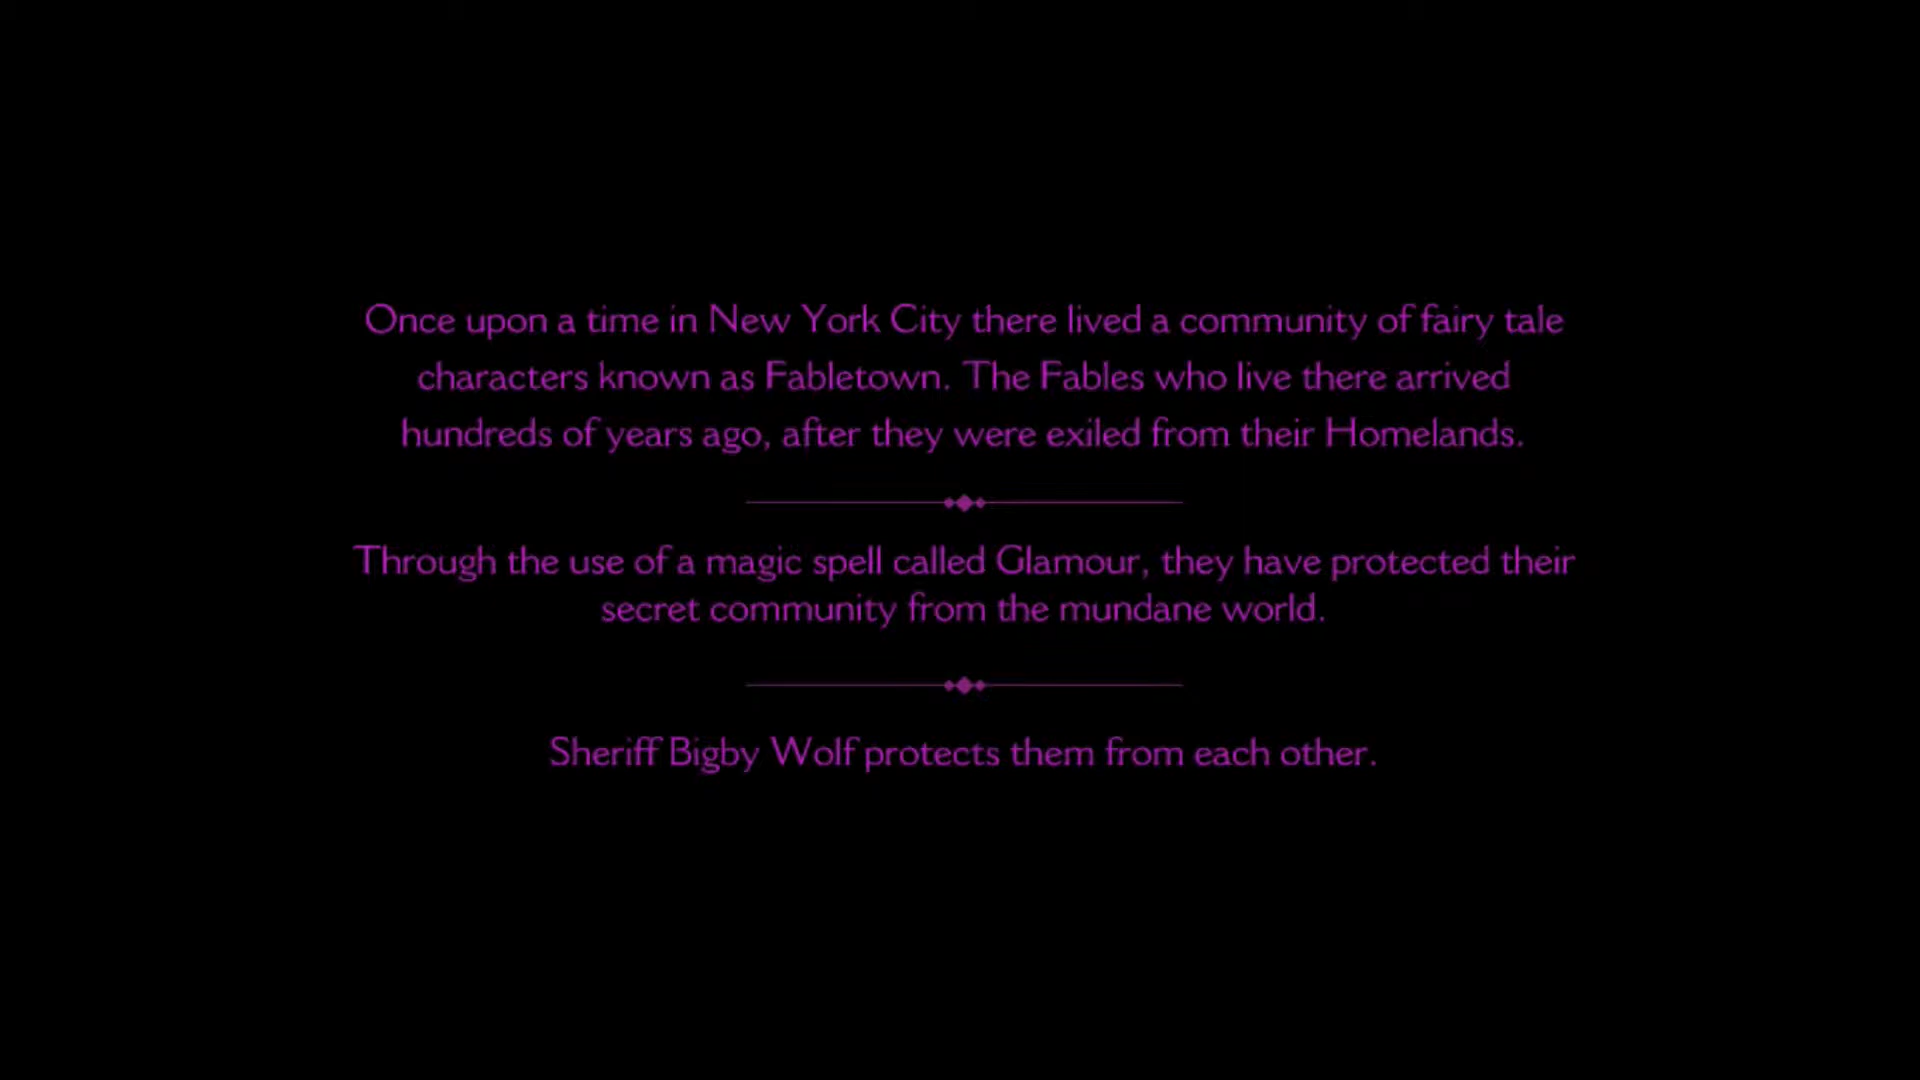 Once upon a time in New York City there lived a community of fairy tale
characters known as Fabletown. The Fables who live there arrived
hundreds of years ago, after they were exiled from their Homelands.
Through the use of a magic spell called Glamour, they have protected their
secret community from the mundane world.
Sheriff Bigby Wolf protects them from each other.